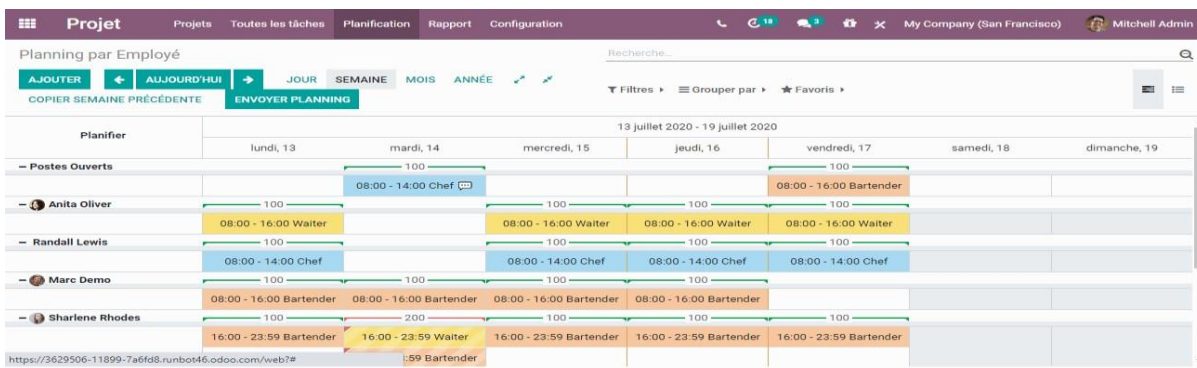 Projet Projets Toutes les tâches Planification Rapport Configuration 18 3 My Company (San Francisco) Mitchell Admin
Planning par Employé Recherche...
AJOUTER AUJOURD'HUI JOUR SEMAINE MOIS ANNÉE
COPIER SEMAINE PRÉCÉDENTE ENVOYER PLANNING Filtres Grouper par Favoris
Planifier 13 juillet 2020 - 19 juillet 2020
lundi, 13 mardi, 14 mercredi, 15 jeudi, 16 vendredi, 17 samedi, 18 dimanche, 19
– Postes Ouverts 100 100
08:00 - 14:00 Chef 08:00 - 16:00 Bartender
– Anita Oliver 100 100 100 100
08:00 - 16:00 Waiter 08:00 - 16:00 Waiter 08:00 - 16:00 Waiter 08:00 - 16:00 Waiter
– Randall Lewis 100 100 100 100
08:00 - 14:00 Chef 08:00 - 14:00 Chef 08:00 - 14:00 Chef 08:00 - 14:00 Chef
– Marc Demo 100 100 100 100
08:00 - 16:00 Bartender 08:00 - 16:00 Bartender 08:00 - 16:00 Bartender 08:00 - 16:00 Bartender
– Sharlene Rhodes 100 200 100 100 100
16:00 - 23:59 Bartender 16:00 - 23:59 Waiter 16:00 - 23:59 Bartender 16:00 - 23:59 Bartender 16:00 - 23:59 Bartender
https://3629506-11899-7a6fd8.runbot46.odoo.com/web?# :59 Bartender